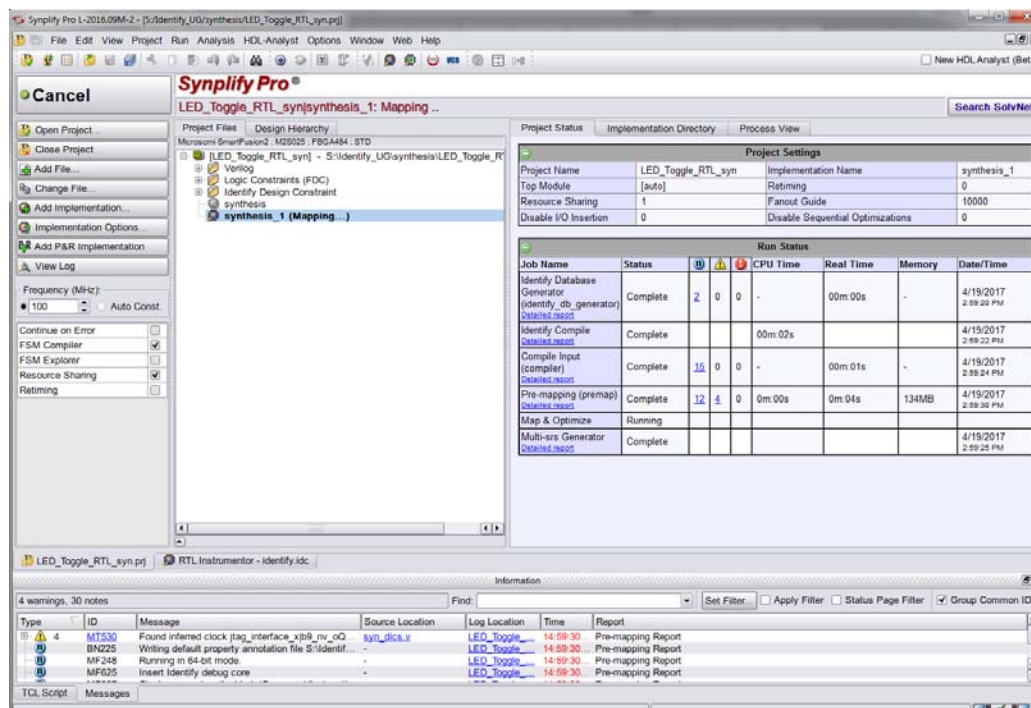 Synplify Pro L-2016.09M-2 - [S:/Identify_UG/synthesis/LED_Toggle_RTL_syn.prj]
File Edit View Project Run Analysis HDL-Analyst Options Window Web Help
New HDL Analyst (Bet
Cancel
Synplify Pro®
LED_Toggle_RTL_syn|synthesis_1: Mapping ..
Search SolvNet
Open Project...
Close Project
Add File...
Change File...
Add Implementation...
Implementation Options...
Add P&R Implementation
View Log
Frequency (MHz):
100 Auto Const.
Continue on Error
FSM Compiler
FSM Explorer
Resource Sharing
Retiming
Project Files Design Hierarchy
Microsemi SmartFusion2 : M2S025 : FBGA484 : STD
[LED_Toggle_RTL_syn] - S:\Identify_UG\synthesis\LED_Toggle_R
Verilog
Logic Constraints (FDC)
Identify Design Constraint
synthesis
synthesis_1 (Mapping...)
Project Status Implementation Directory Process View
Project Settings
Project Name LED_Toggle_RTL_syn Implementation Name synthesis_1
Top Module [auto] Retiming 0
Resource Sharing 1 Fanout Guide 10000
Disable I/O Insertion 0 Disable Sequential Optimizations 0
Run Status
Job Name Status CPU Time Real Time Memory Date/Time
Identify Database
Generator
(identify_db_generator) Complete 2 0 0 - 00m:00s - 4/19/2017
Detailed report 2:59:20 PM
Identify Compile Complete 00m:02s 4/19/2017
Detailed report 2:59:22 PM
Compile Input
(compiler) Complete 15 0 0 - 00m:01s - 4/19/2017
Detailed report 2:59:24 PM
Pre-mapping (premap) Complete 12 4 0 0m:00s 0m:04s 134MB 4/19/2017
Detailed report 2:59:30 PM
Map & Optimize Running
Multi-srs Generator Complete 4/19/2017
Detailed report 2:59:25 PM
LED_Toggle_RTL_syn.prj RTL Instrumentor - identify.idc
Information
4 warnings, 30 notes Find: Set Filter... Apply Filter Status Page Filter Group Common ID
Type ID Message Source Location Log Location Time Report
4 MT530 Found inferred clock jtag_interface_x|b9_nv_oQ... syn_dics.v LED_Toggle_... 14:59:30... Pre-mapping Report
BN225 Writing default property annotation file S:\Identif... - LED_Toggle_... 14:59:30... Pre-mapping Report
MF248 Running in 64-bit mode. - LED_Toggle_... 14:59:30... Pre-mapping Report
MF625 Insert Identify debug core - LED_Toggle_... 14:59:30... Pre-mapping Report
TCL Script Messages